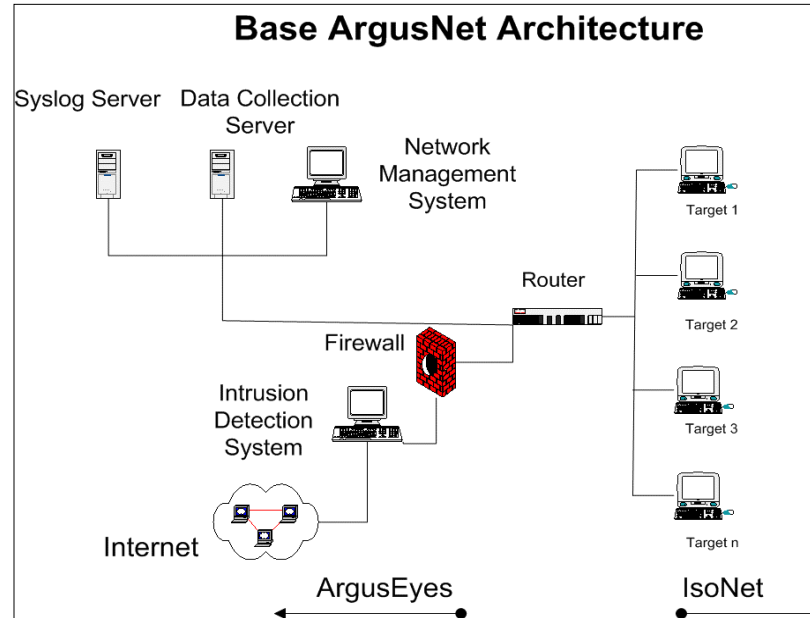 Base ArgusNet Architecture
Syslog Server
Data Collection
Server
Network
Management
System
Target 1
Router
Target 2
Firewall
Intrusion
Detection
System
Target 3
Internet
Target n
ArgusEyes
IsoNet